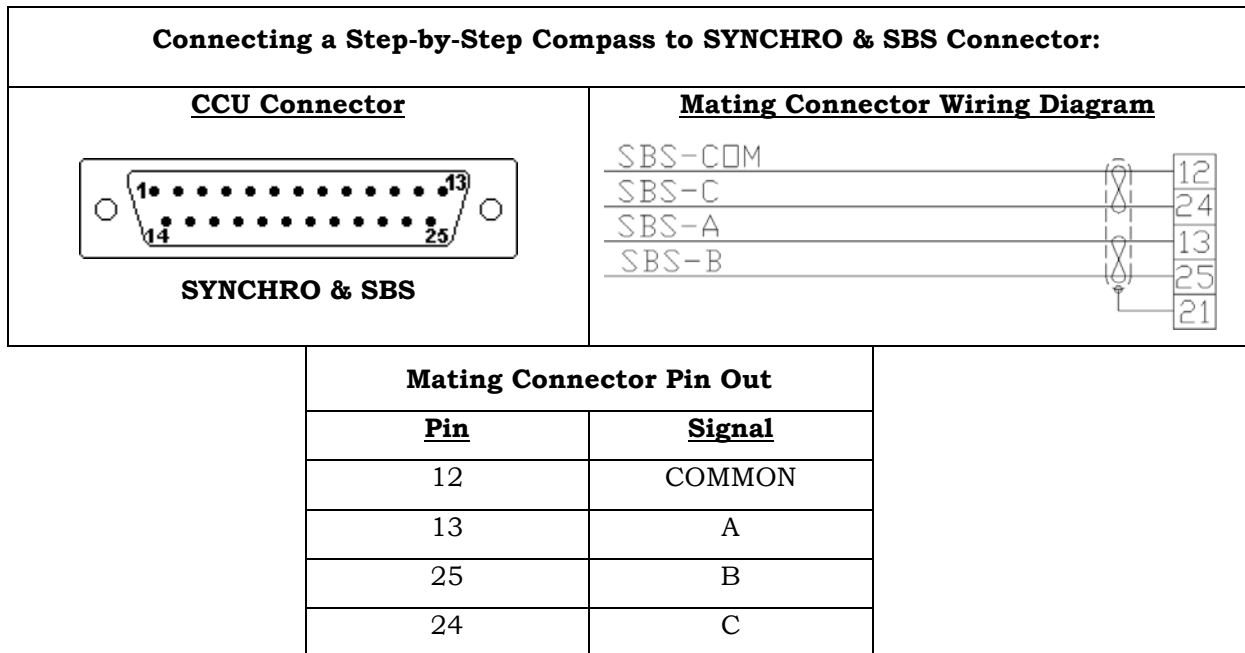 Connecting a Step-by-Step Compass to SYNCHRO & SBS Connector:
CCU Connector
1 13
14 25
SYNCHRO & SBS
Mating Connector Wiring Diagram
SBS-COM 12
SBS-C 24
SBS-A 13
SBS-B 25
21
Mating Connector Pin Out
Pin Signal
12 COMMON
13 A
25 B
24 C